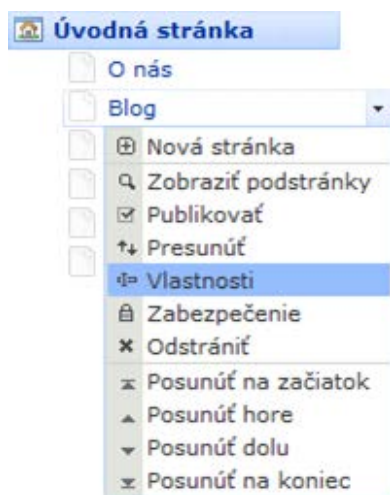 Úvodná stránka
O nás
Blog
Nová stránka
Zobraziť podstránky
Publikovať
Presunúť
Vlastnosti
Zabezpečenie
Odstrániť
Posunúť na začiatok
Posunúť hore
Posunúť dolu
Posunúť na koniec